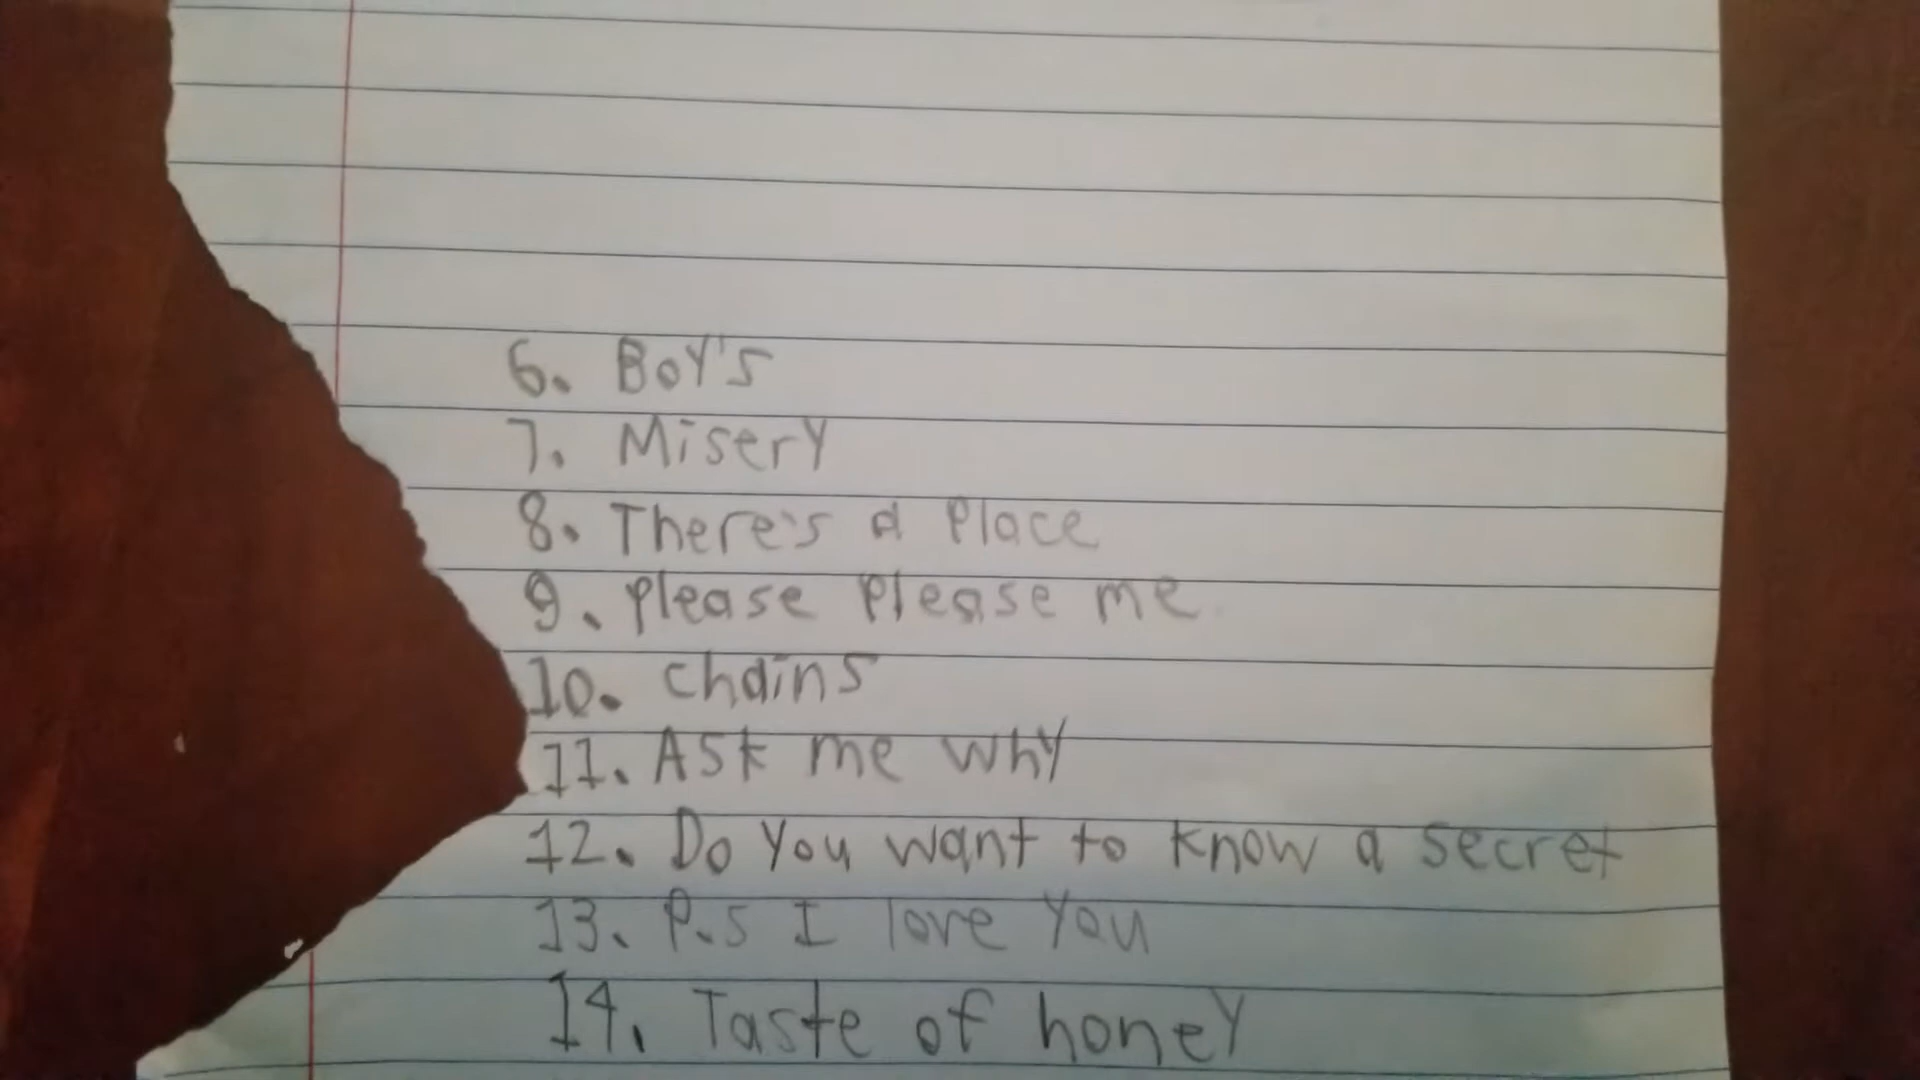 6. Boy's
7. Misery
8. There's a Place
9. Please Please me
10. Chains
11. Ask me why
12. Do you want to know a secret
13. P.s I love you
14. Taste of honey